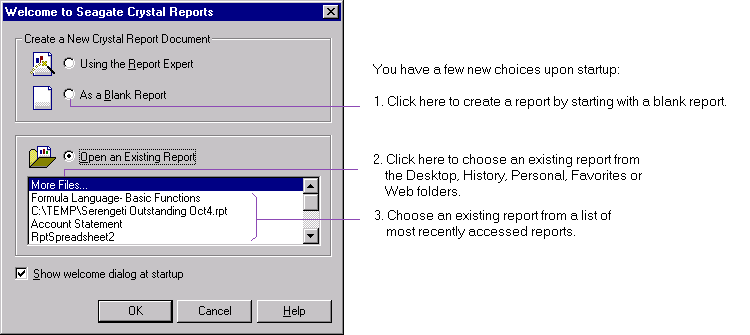 Welcome to Seagate Crystal Reports
Create a New Crystal Report Document
Using the Report Expert
As a Blank Report
Open an Existing Report
More Files...
Formula Language- Basic Functions
C:\TEMP\Serengeti Outstanding Oct4.rpt
Account Statement
RptSpreadsheet2
Show welcome dialog at startup
OK
Cancel
Help
You have a few new choices upon startup:
1. Click here to create a report by starting with a blank report.
2. Click here to choose an existing report from
the Desktop, History, Personal, Favorites or
Web folders.
3. Choose an existing report from a list of
most recently accessed reports.